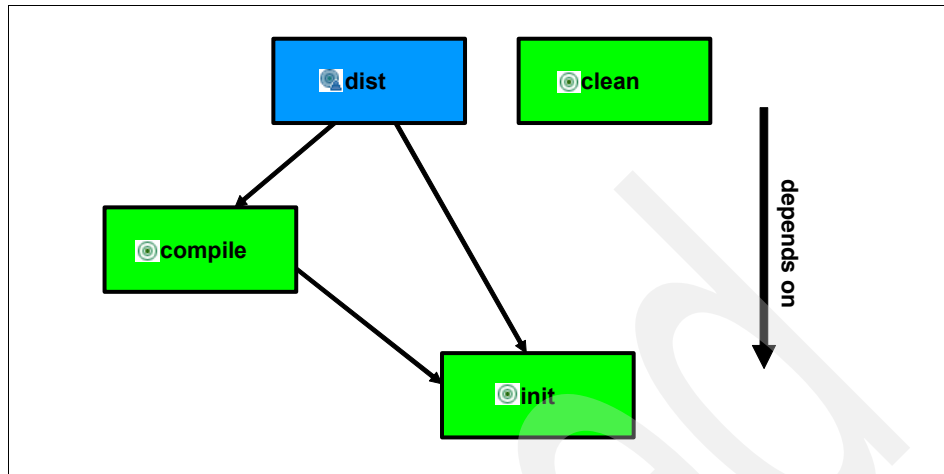 dist
clean
depends on
compile
init